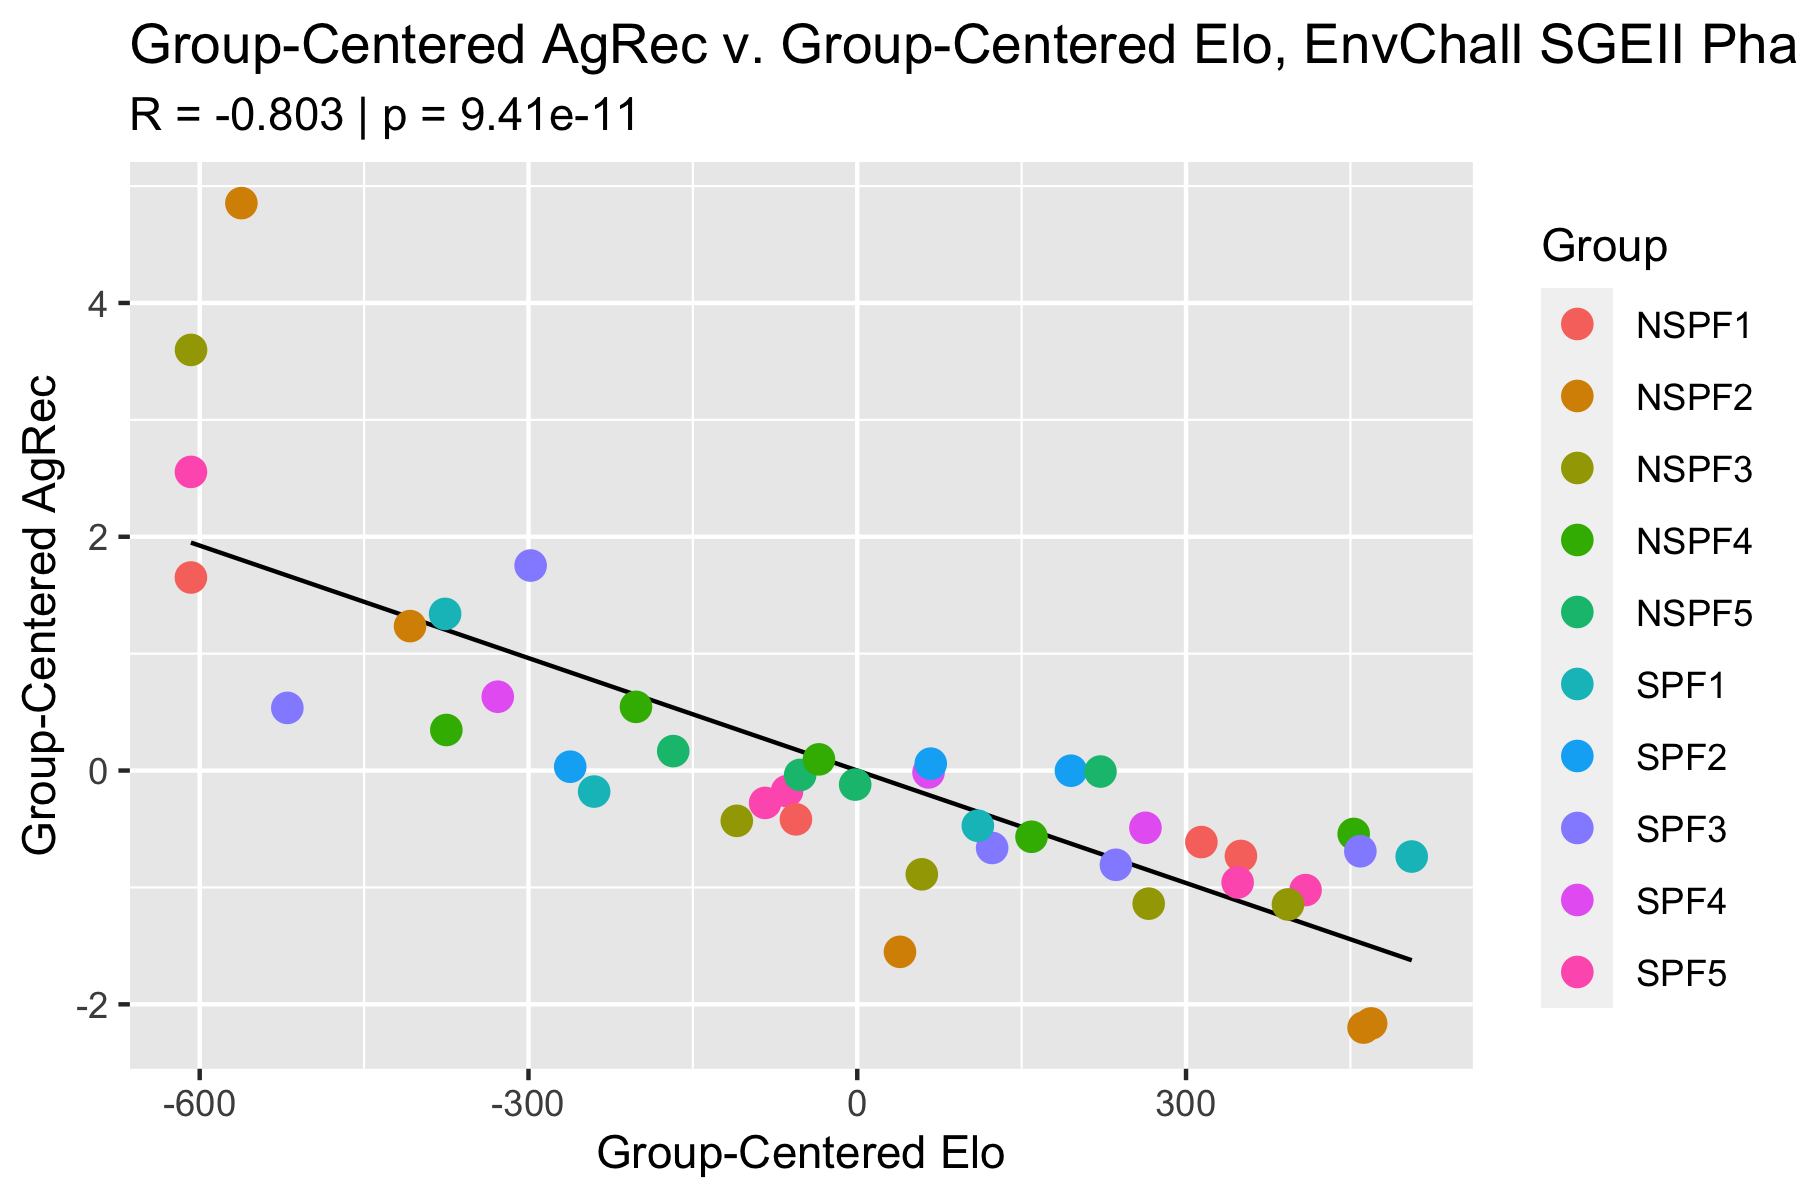 Group-Centered AgRec v. Group-Centered Elo, EnvChall SGEII Pha
R = -0.803 | p = 9.41e-11
Group-Centered AgRec
4
2
0
-2
-600
-300
0
300
Group-Centered Elo
Group
NSPF1
NSPF2
NSPF3
NSPF4
NSPF5
SPF1
SPF2
SPF3
SPF4
SPF5